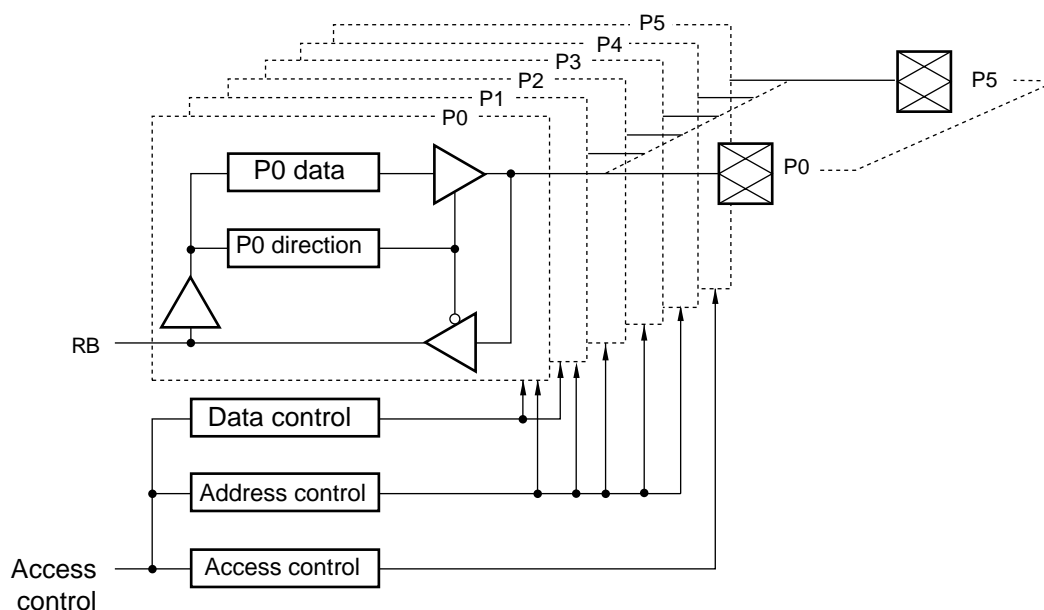 P5
P4
P3
P2
P1
P0
P5
P0 data
P0
P0 direction
RB
Data control
Address control
Access control
Access
control